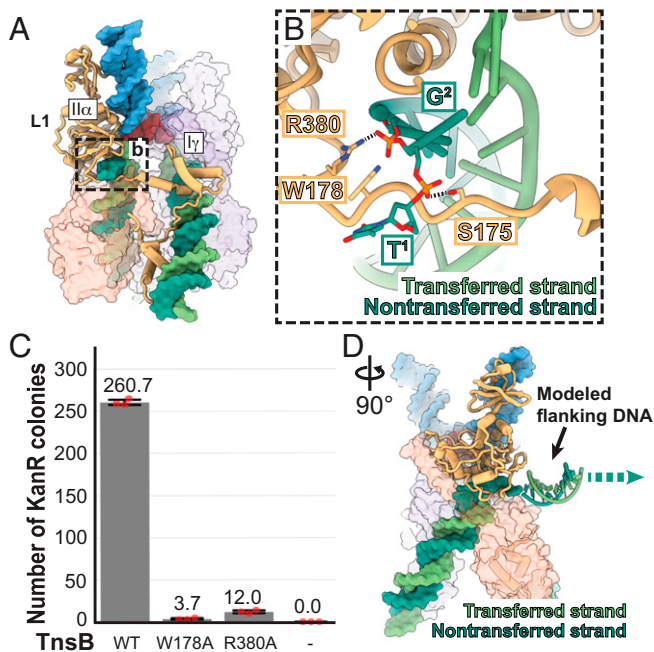 A
IIα
L1
Iγ
b
B
G²
R380
W178
S175
T¹
Transferred strand
Nontransferred strand
C
Number of KanR colonies
300
250
200
150
100
50
0
260.7
3.7
12.0
0.0
TnsB WT W178A R380A -
D
90°
Modeled
flanking DNA
Transferred strand
Nontransferred strand